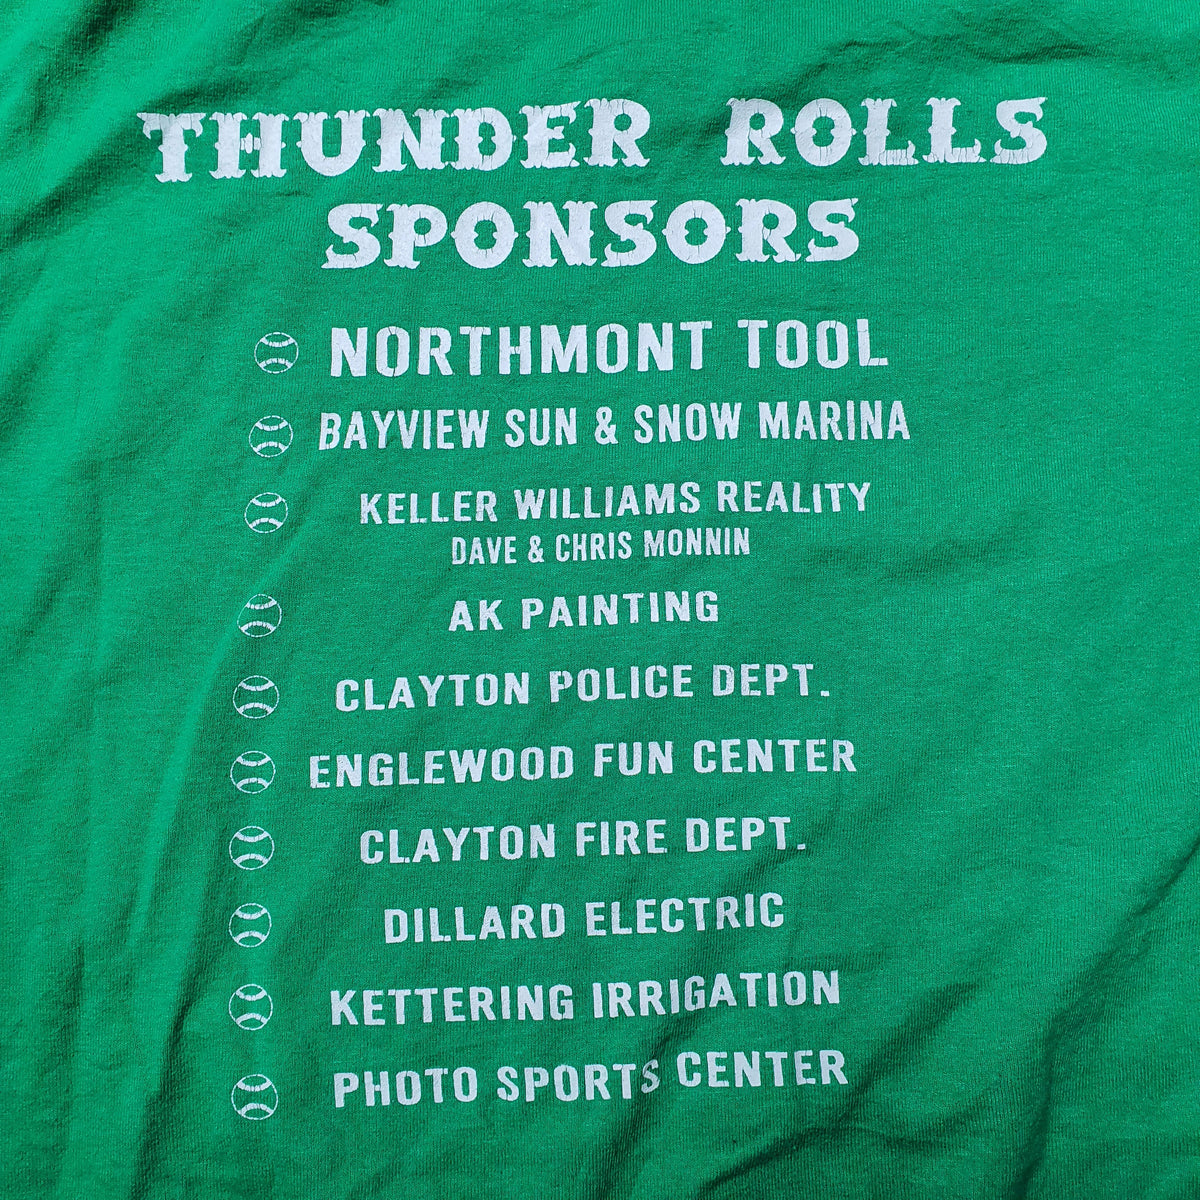 THUNDER ROLLS
SPONSORS
NORTHMONT TOOL
BAYVIEW SUN & SNOW MARINA
KELLER WILLIAMS REALITY
DAVE & CHRIS MONNIN
AK PAINTING
CLAYTON POLICE DEPT.
ENGLEWOOD FUN CENTER
CLAYTON FIRE DEPT.
DILLARD ELECTRIC
KETTERING IRRIGATION
PHOTO SPORTS CENTER